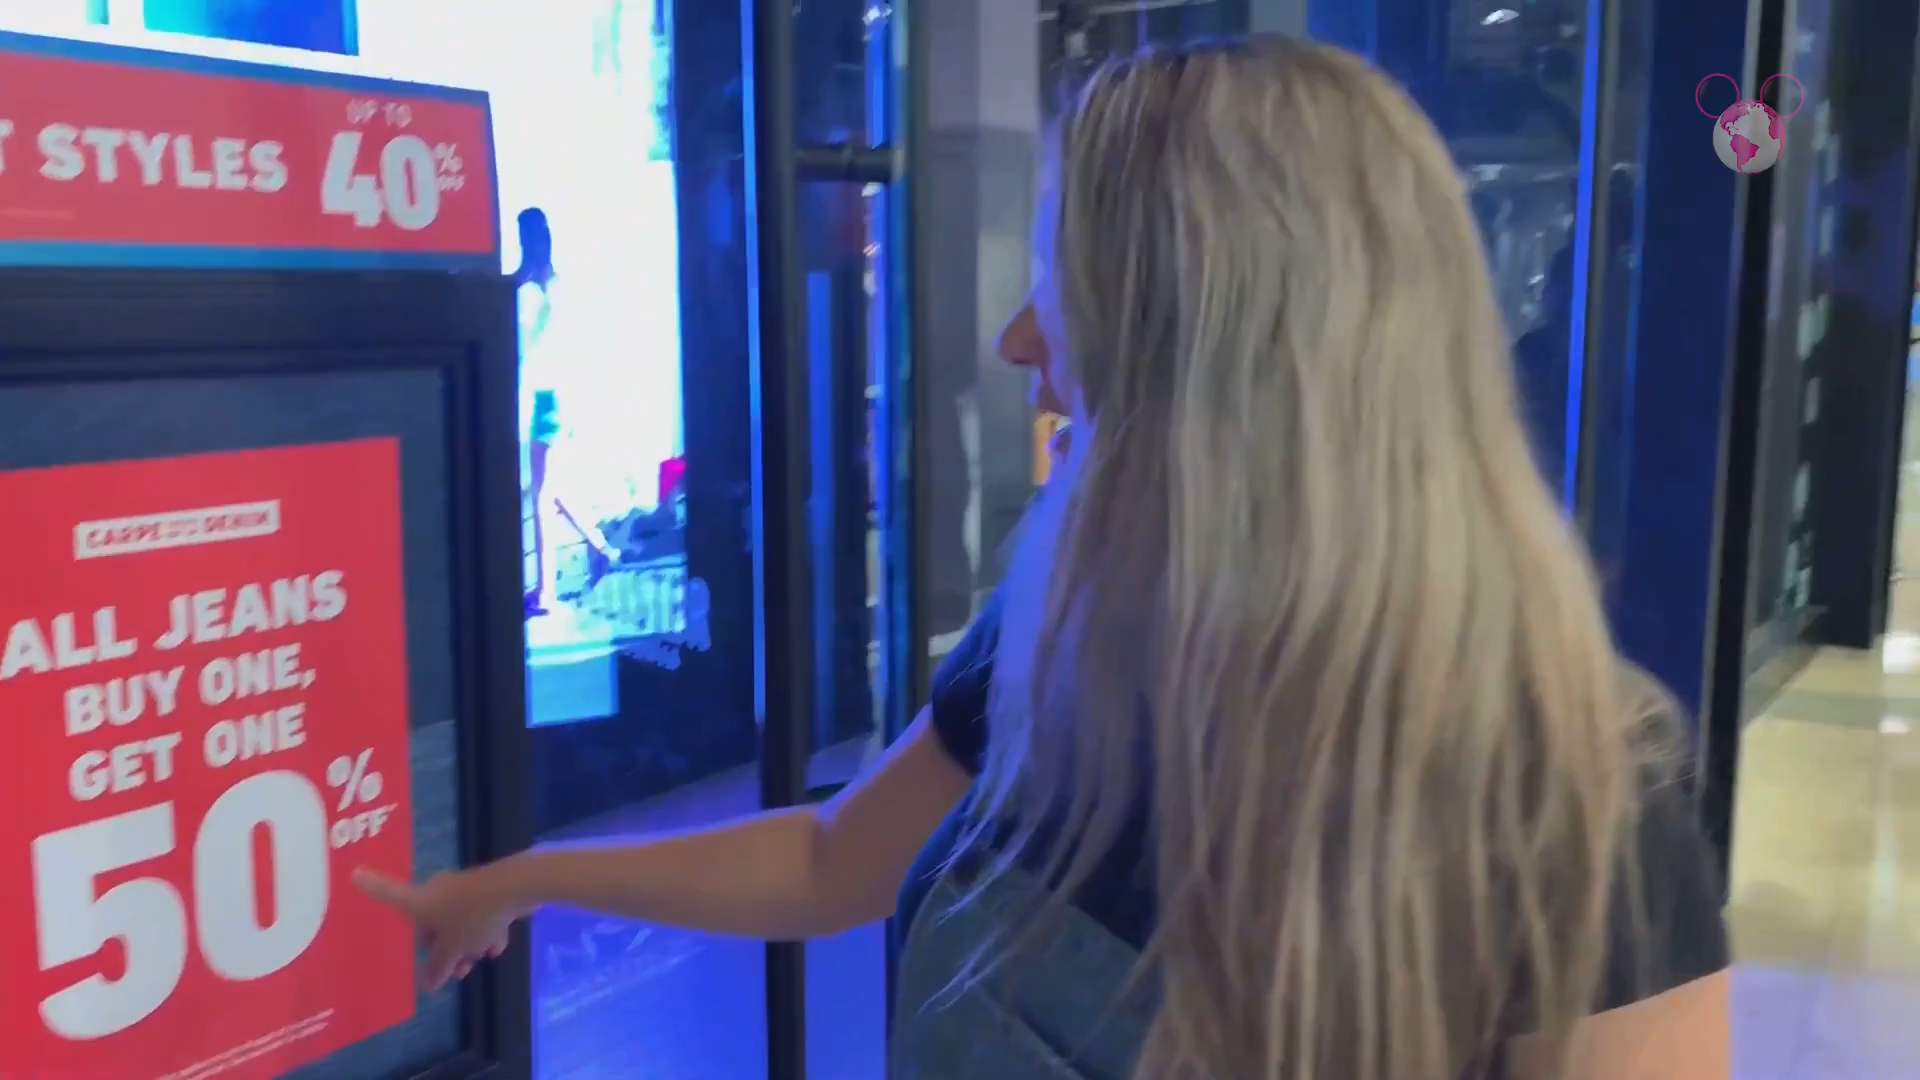 T STYLES
UP TO
40%
OFF
CARPE DENIM
ALL JEANS
BUY ONE,
GET ONE
50%
OFF*